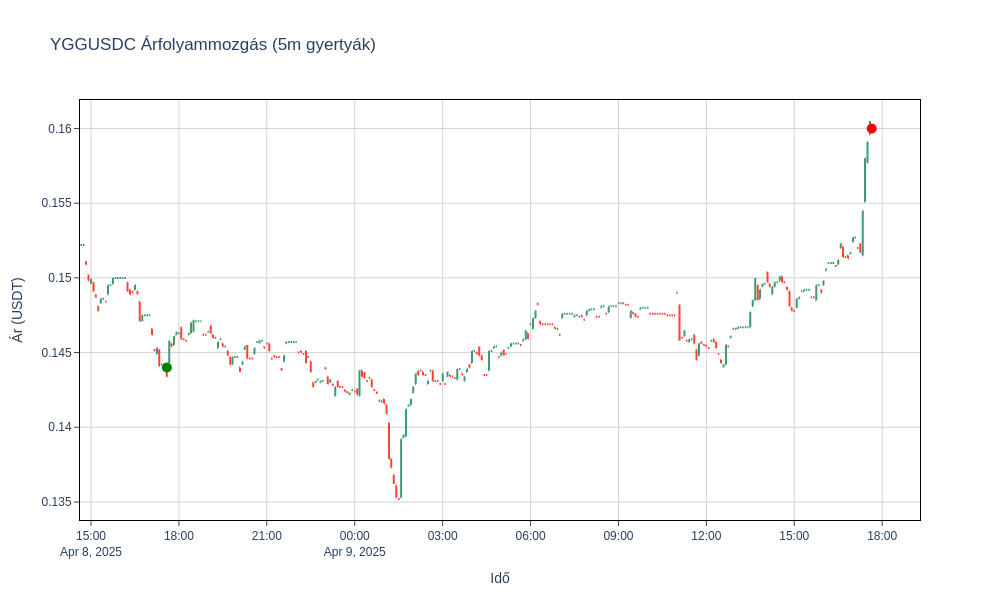 YGGUSDC Árfolyammozgás (5m gyertyák)
0.16
0.155
0.15
0.145
0.14
0.135
Ár (USDT)
15:00 18:00 21:00 00:00 03:00 06:00 09:00 12:00 15:00 18:00
Apr 8, 2025 Apr 9, 2025
Idő